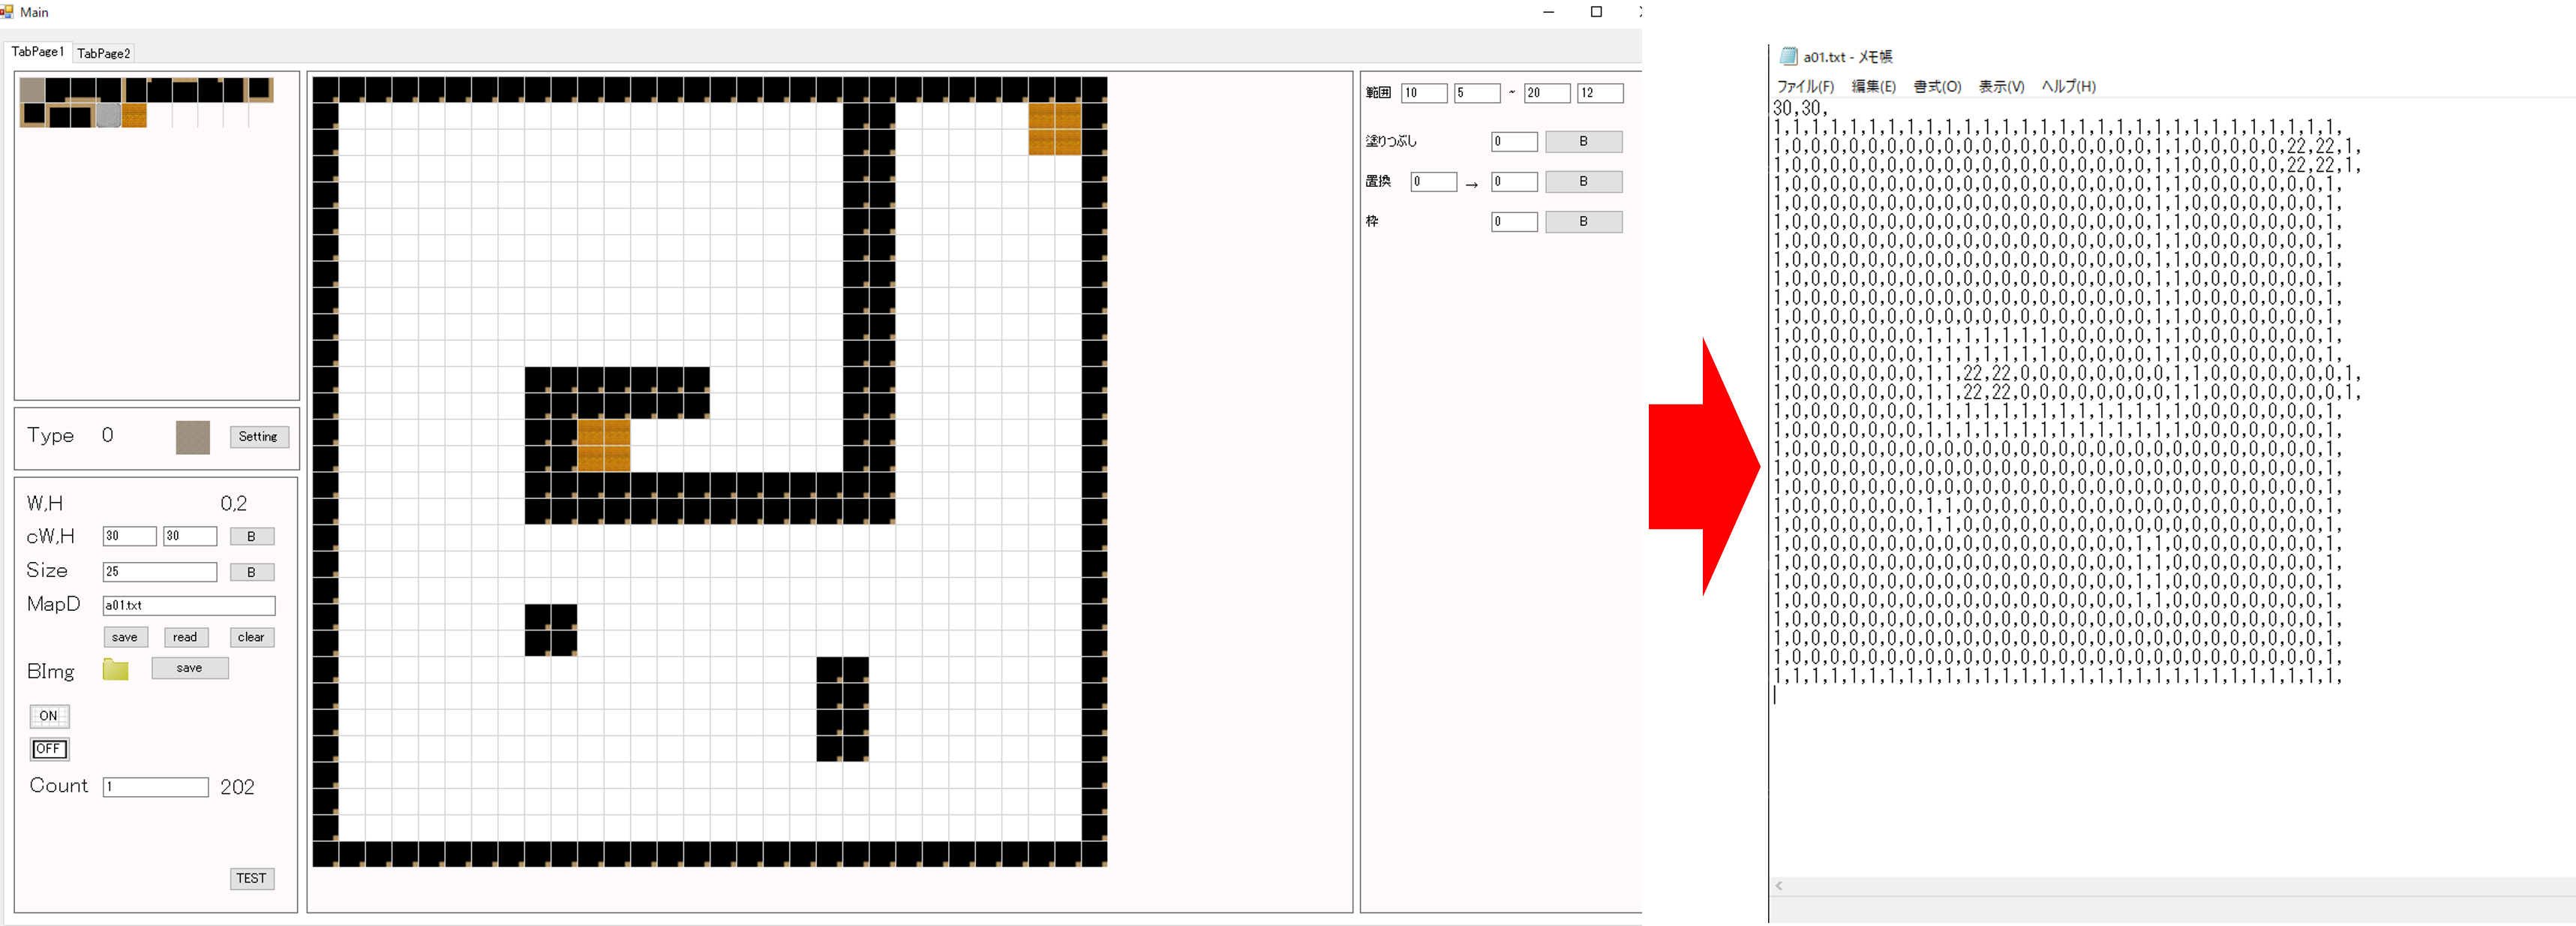 Main
TabPage1 TabPage2
Type 0 Setting
W,H 0,2
cW,H 30 30 B
Size 25 B
MapD a01.txt
save read clear
BImg save
ON
OFF
Count 1 202
TEST
範囲 10 5 ~ 20 12
塗りつぶし 0 B
置換 0 → 0 B
枠 0 B
a01.txt - メモ帳
ファイル(F) 編集(E) 書式(O) 表示(V) ヘルプ(H)
30,30,
1,1,1,1,1,1,1,1,1,1,1,1,1,1,1,1,1,1,1,1,1,1,1,1,1,1,1,1,1,1,
1,0,0,0,0,0,0,0,0,0,0,0,0,0,0,0,0,0,0,0,1,1,0,0,0,0,0,22,22,1,
1,0,0,0,0,0,0,0,0,0,0,0,0,0,0,0,0,0,0,0,1,1,0,0,0,0,0,22,22,1,
1,0,0,0,0,0,0,0,0,0,0,0,0,0,0,0,0,0,0,0,1,1,0,0,0,0,0,0,0,1,
1,0,0,0,0,0,0,0,0,0,0,0,0,0,0,0,0,0,0,0,1,1,0,0,0,0,0,0,0,1,
1,0,0,0,0,0,0,0,0,0,0,0,0,0,0,0,0,0,0,0,1,1,0,0,0,0,0,0,0,1,
1,0,0,0,0,0,0,0,0,0,0,0,0,0,0,0,0,0,0,0,1,1,0,0,0,0,0,0,0,1,
1,0,0,0,0,0,0,0,0,0,0,0,0,0,0,0,0,0,0,0,1,1,0,0,0,0,0,0,0,1,
1,0,0,0,0,0,0,0,0,0,0,0,0,0,0,0,0,0,0,0,1,1,0,0,0,0,0,0,0,1,
1,0,0,0,0,0,0,0,0,0,0,0,0,0,0,0,0,0,0,0,1,1,0,0,0,0,0,0,0,1,
1,0,0,0,0,0,0,0,0,0,0,0,0,0,0,0,0,0,0,0,1,1,0,0,0,0,0,0,0,1,
1,0,0,0,0,0,0,0,1,1,1,1,1,1,1,0,0,0,0,0,1,1,0,0,0,0,0,0,0,1,
1,0,0,0,0,0,0,0,1,1,1,1,1,1,1,0,0,0,0,0,1,1,0,0,0,0,0,0,0,1,
1,0,0,0,0,0,0,0,1,1,22,22,0,0,0,0,0,0,0,0,1,1,0,0,0,0,0,0,0,1,
1,0,0,0,0,0,0,0,1,1,22,22,0,0,0,0,0,0,0,0,1,1,0,0,0,0,0,0,0,1,
1,0,0,0,0,0,0,0,1,1,1,1,1,1,1,1,1,1,1,1,1,1,0,0,0,0,0,0,0,1,
1,0,0,0,0,0,0,0,1,1,1,1,1,1,1,1,1,1,1,1,1,1,0,0,0,0,0,0,0,1,
1,0,0,0,0,0,0,0,0,0,0,0,0,0,0,0,0,0,0,0,0,0,0,0,0,0,0,0,0,1,
1,0,0,0,0,0,0,0,0,0,0,0,0,0,0,0,0,0,0,0,0,0,0,0,0,0,0,0,0,1,
1,0,0,0,0,0,0,0,0,0,0,0,0,0,0,0,0,0,0,0,0,0,0,0,0,0,0,0,0,1,
1,0,0,0,0,0,0,0,1,1,0,0,0,0,0,0,0,0,0,0,0,0,0,0,0,0,0,0,0,1,
1,0,0,0,0,0,0,0,1,1,0,0,0,0,0,0,0,0,0,0,0,0,0,0,0,0,0,0,0,1,
1,0,0,0,0,0,0,0,0,0,0,0,0,0,0,0,0,0,0,1,1,0,0,0,0,0,0,0,0,1,
1,0,0,0,0,0,0,0,0,0,0,0,0,0,0,0,0,0,0,1,1,0,0,0,0,0,0,0,0,1,
1,0,0,0,0,0,0,0,0,0,0,0,0,0,0,0,0,0,0,1,1,0,0,0,0,0,0,0,0,1,
1,0,0,0,0,0,0,0,0,0,0,0,0,0,0,0,0,0,0,1,1,0,0,0,0,0,0,0,0,1,
1,0,0,0,0,0,0,0,0,0,0,0,0,0,0,0,0,0,0,0,0,0,0,0,0,0,0,0,0,1,
1,0,0,0,0,0,0,0,0,0,0,0,0,0,0,0,0,0,0,0,0,0,0,0,0,0,0,0,0,1,
1,0,0,0,0,0,0,0,0,0,0,0,0,0,0,0,0,0,0,0,0,0,0,0,0,0,0,0,0,1,
1,1,1,1,1,1,1,1,1,1,1,1,1,1,1,1,1,1,1,1,1,1,1,1,1,1,1,1,1,1,